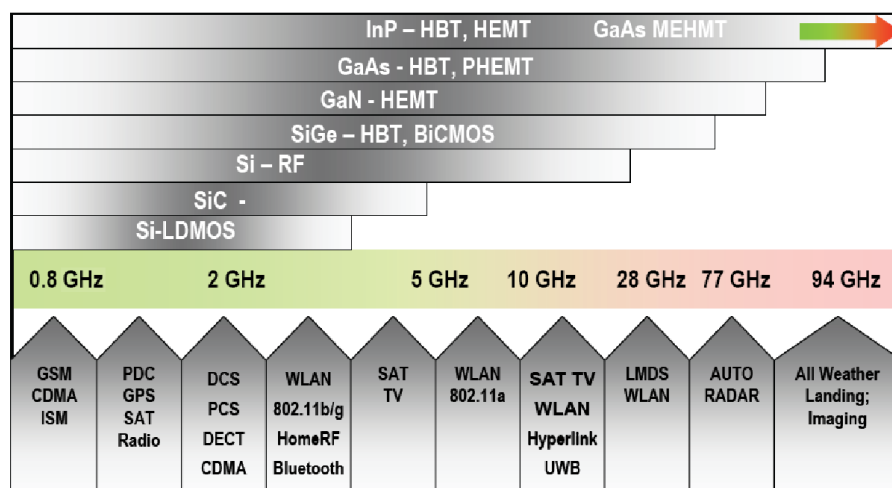 InP – HBT, HEMT GaAs MEHMT
GaAs - HBT, PHEMT
GaN - HEMT
SiGe – HBT, BiCMOS
Si – RF
SiC -
Si-LDMOS
0.8 GHz 2 GHz 5 GHz 10 GHz 28 GHz 77 GHz 94 GHz
GSM
CDMA
ISM
PDC
GPS
SAT
Radio
DCS
PCS
DECT
CDMA
WLAN
802.11b/g
HomeRF
Bluetooth
SAT
TV
WLAN
802.11a
SAT TV
WLAN
Hyperlink
UWB
LMDS
WLAN
AUTO
RADAR
All Weather
Landing;
Imaging